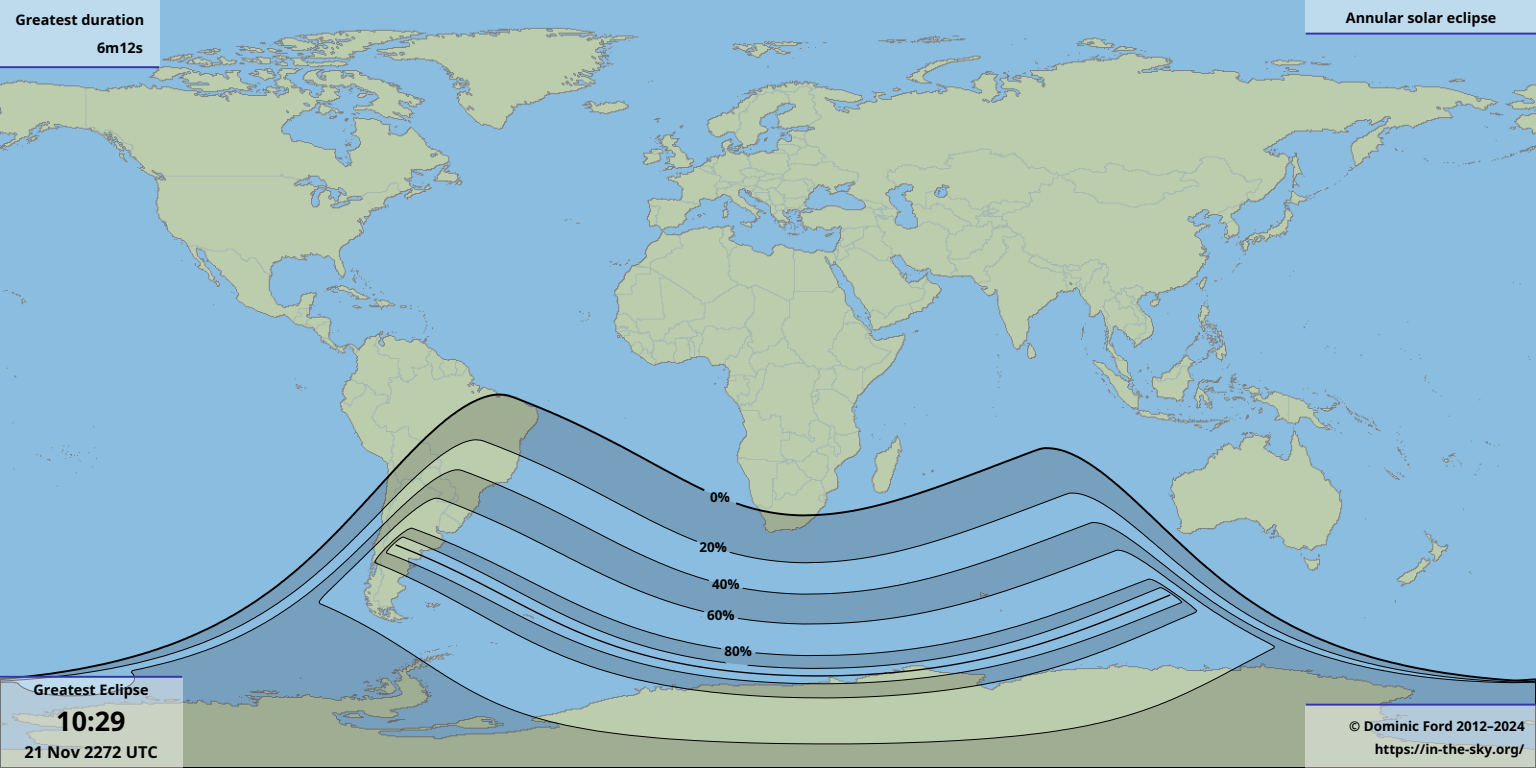 Greatest duration
6m12s
Annular solar eclipse
0%
20%
40%
60%
80%
Greatest Eclipse
10:29
21 Nov 2272 UTC
© Dominic Ford 2012–2024
https://in-the-sky.org/